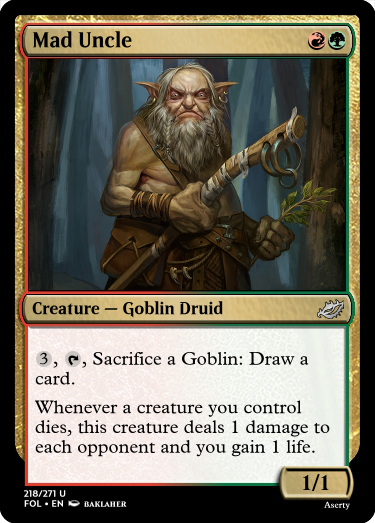 Mad Uncle
Creature — Goblin Druid
3, , Sacrifice a Goblin: Draw a
card.
Whenever a creature you control
dies, this creature deals 1 damage to
each opponent and you gain 1 life.
1/1
218/271 U
FOL • EN BAKLAHER
Aserty